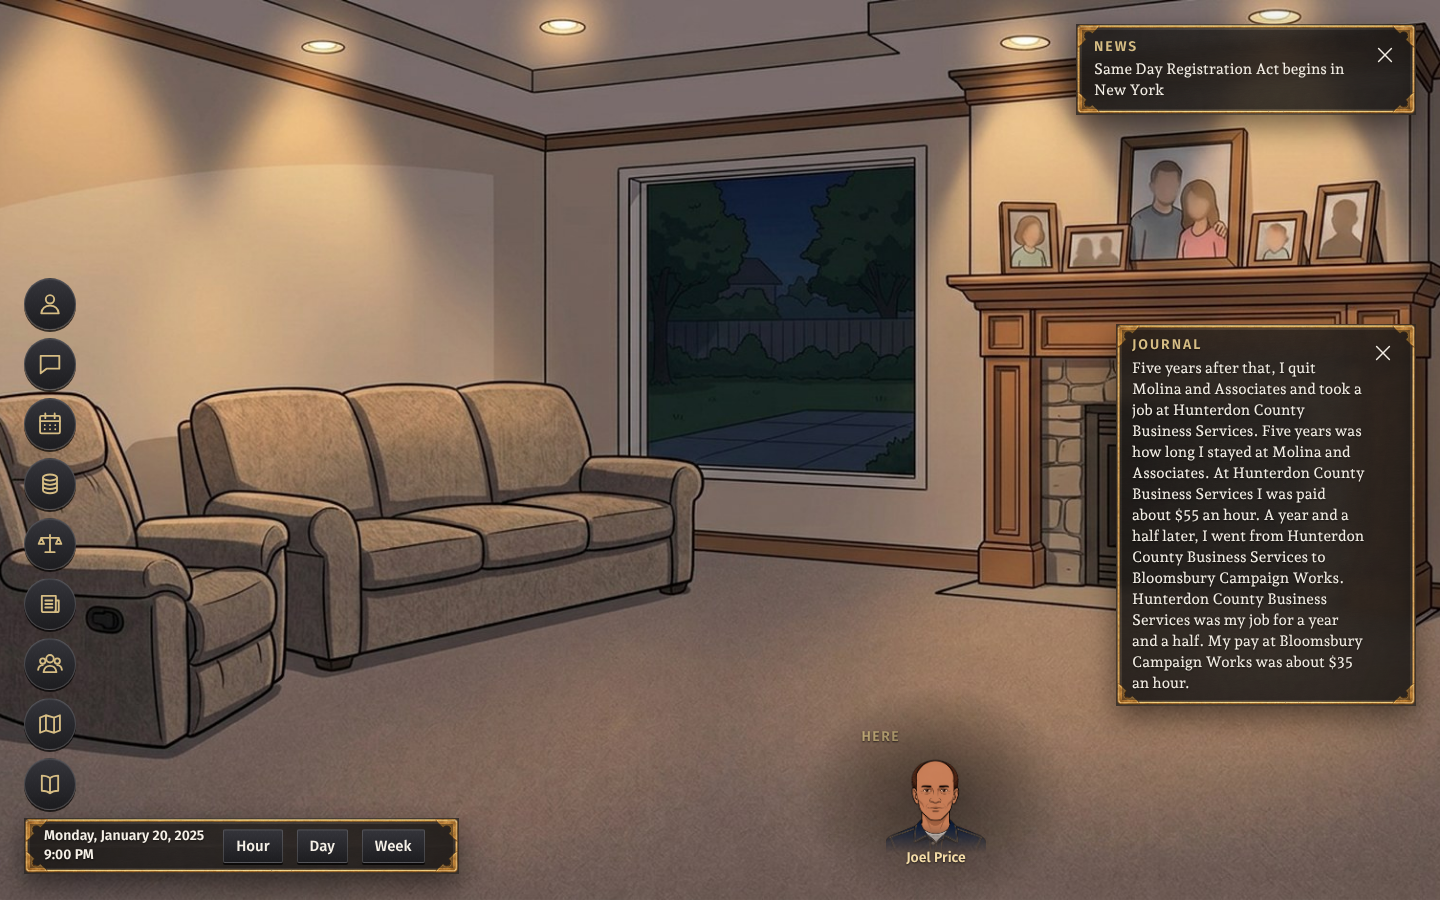 NEWS
Same Day Registration Act begins in
New York
JOURNAL
Five years after that, I quit
Molina and Associates and took a
job at Hunterdon County
Business Services. Five years was
how long I stayed at Molina and
Associates. At Hunterdon County
Business Services I was paid
about $55 an hour. A year and a
half later, I went from Hunterdon
County Business Services to
Bloomsbury Campaign Works.
Hunterdon County Business
Services was my job for a year
and a half. My pay at Bloomsbury
Campaign Works was about $35
an hour.
HERE
Joel Price
Monday, January 20, 2025
9:00 PM
Hour
Day
Week